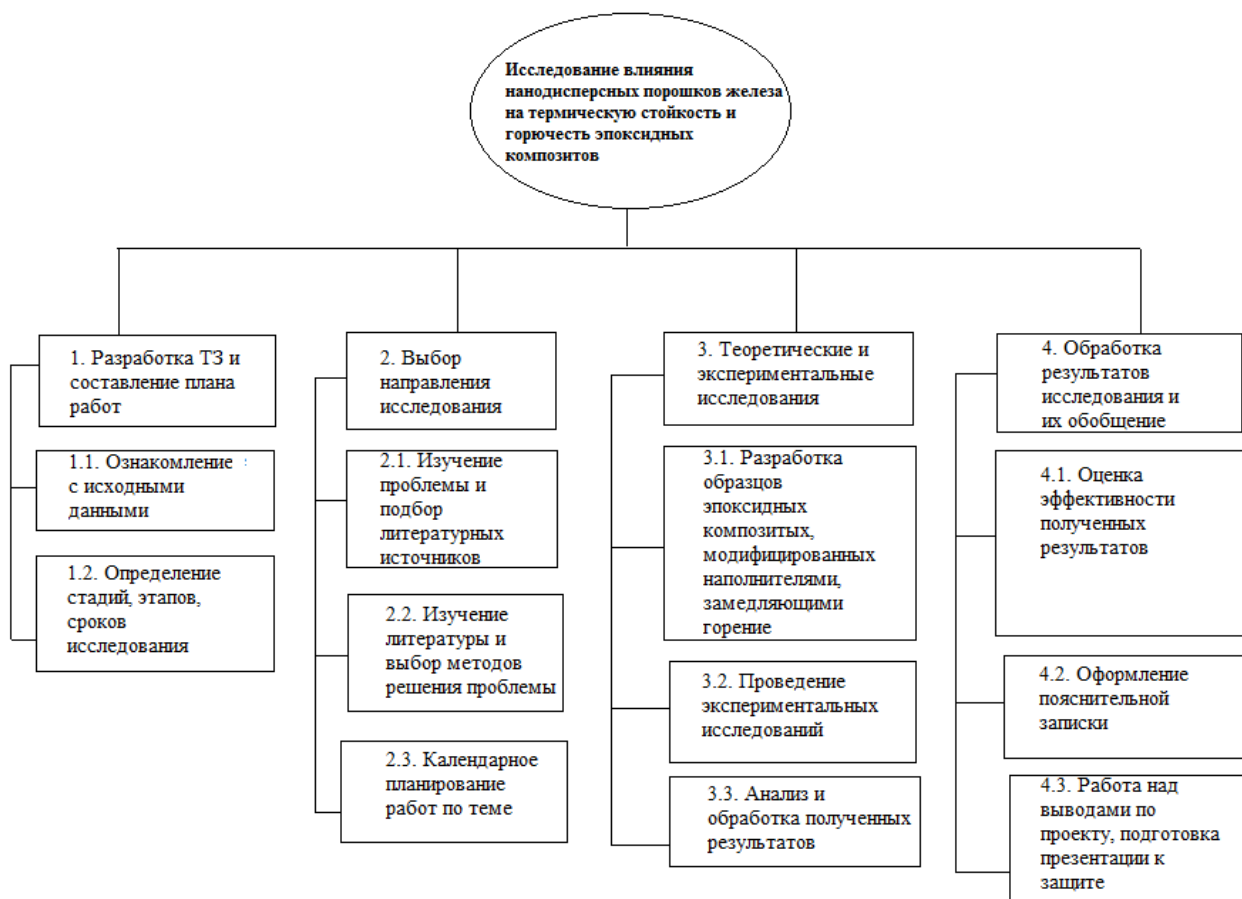 Исследование влияния
нанодисперсных порошков железа
на термическую стойкость и
горючесть эпоксидных
композитов
1. Разработка ТЗ и
составление плана
работ
1.1. Ознакомление
с исходными
данными
1.2. Определение
стадий, этапов,
сроков
исследования
2. Выбор
направления
исследования
2.1. Изучение
проблемы и
подбор
литературных
источников
2.2. Изучение
литературы и
выбор методов
решения проблемы
2.3. Календарное
планирование
работ по теме
3. Теоретические и
экспериментальные
исследования
3.1. Разработка
образцов
эпоксидных
композитых,
модифицированных
наполнителями,
замедляющими
горение
3.2. Проведение
экспериментальных
исследований
3.3. Анализ и
обработка полученных
результатов
4. Обработка
результатов
исследования и
их обобщение
4.1. Оценка
эффективности
полученных
результатов
4.2. Оформление
пояснительной
записки
4.3. Работа над
выводами по
проекту, подготовка
презентации к
защите